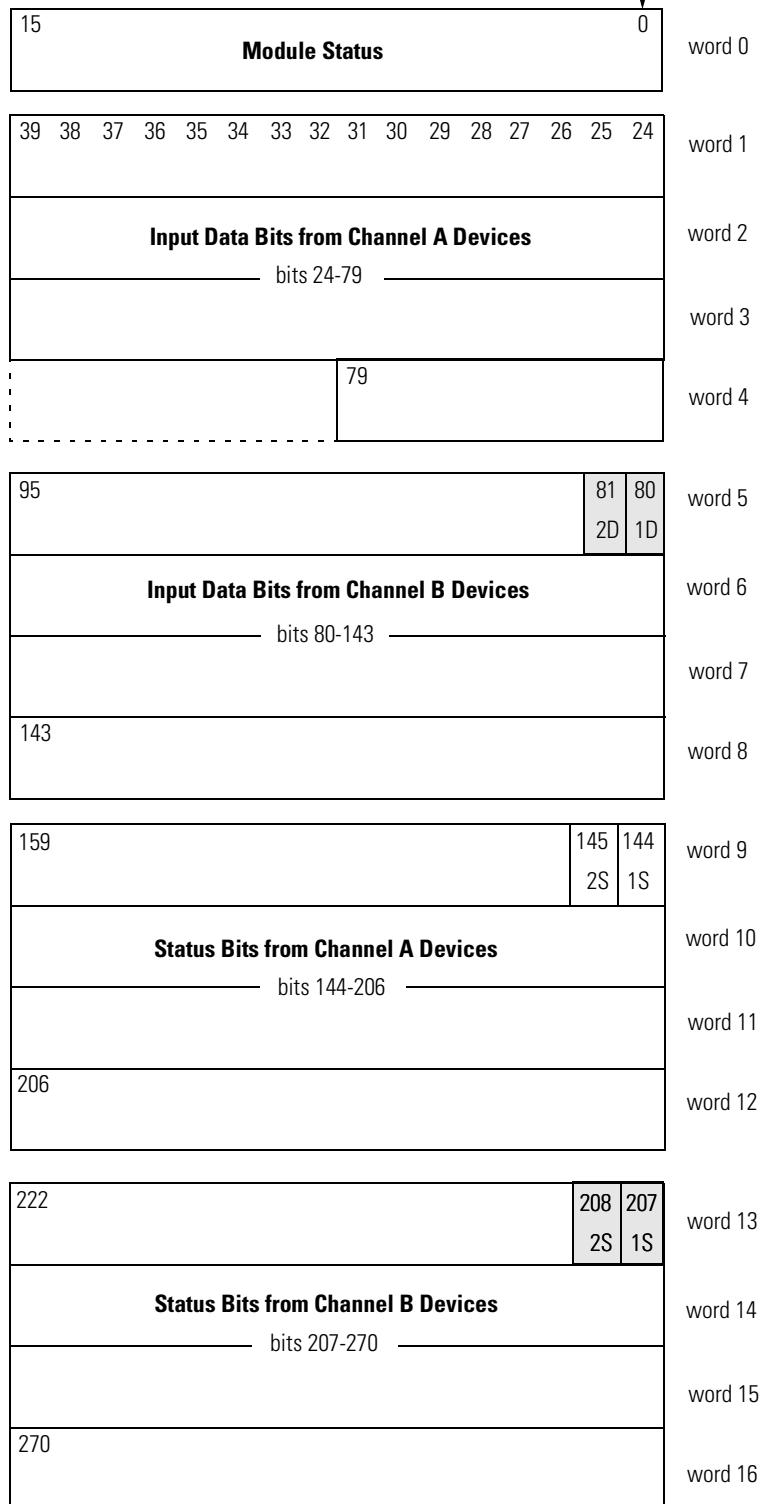 15 0
Module Status
word 0
39 38 37 36 35 34 33 32 31 30 29 28 27 26 25 24
word 1
Input Data Bits from Channel A Devices
word 2
bits 24-79
word 3
79
word 4
95 81 80
word 5
2D 1D
Input Data Bits from Channel B Devices
word 6
bits 80-143
word 7
143
word 8
159 145 144
word 9
2S 1S
Status Bits from Channel A Devices
word 10
bits 144-206
word 11
206
word 12
222 208 207
word 13
2S 1S
Status Bits from Channel B Devices
word 14
bits 207-270
word 15
270
word 16